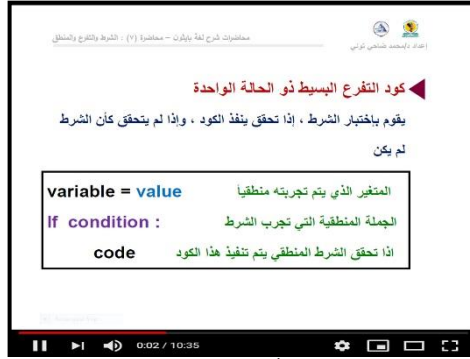 محاضرات شرح لغة بايثون – محاضرة (٧) : الشرط والتفرع والمنطق
إعداد د/محمد ضاحي توني
كود التفرع البسيط ذو الحالة الواحدة
يقوم بإختبار الشرط ، إذا تحقق ينفذ الكود ، وإذا لم يتحقق كأن الشرط
لم يكن
variable = value المتغير الذي يتم تجربته منطقياً
If condition : الجملة المنطقية التي تجرب الشرط
code اذا تحقق الشرط المنطقي يتم تنفيذ هذا الكود
0:02 / 10:35